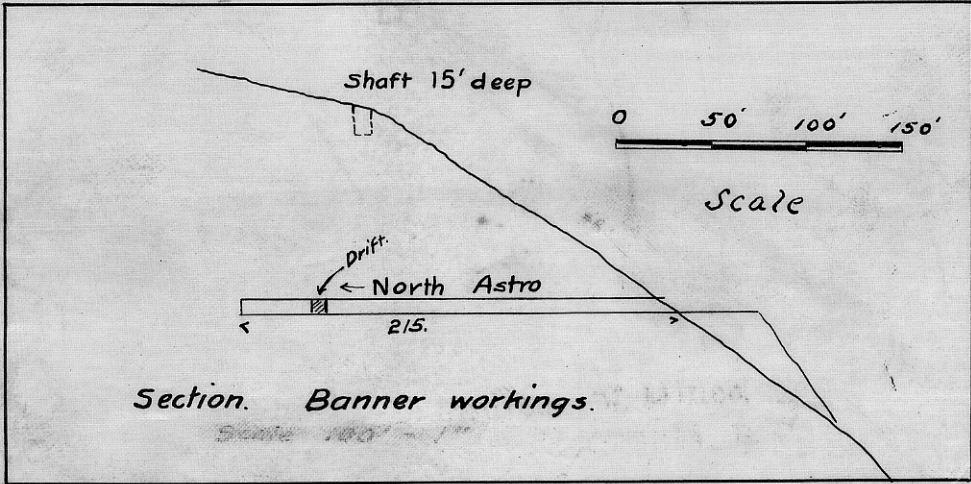 Shaft 15' deep
0 50' 100' 150'
Scale
Drift.
← North Astro
215.
Section. Banner workings.